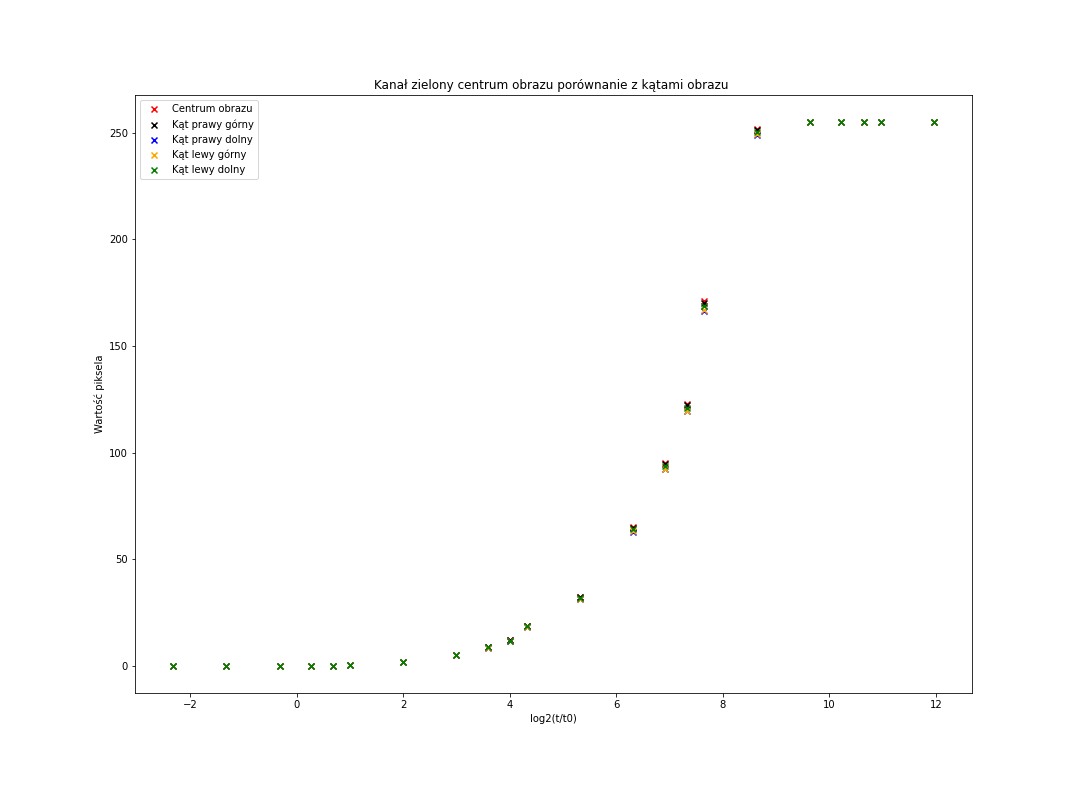 Kanał zielony centrum obrazu porównanie z kątami obrazu
Centrum obrazu
Kąt prawy górny
Kąt prawy dolny
Kąt lewy górny
Kąt lewy dolny
250
200
150
100
50
0
Wartość piksela
−2 0 2 4 6 8 10 12
log2(t/t0)